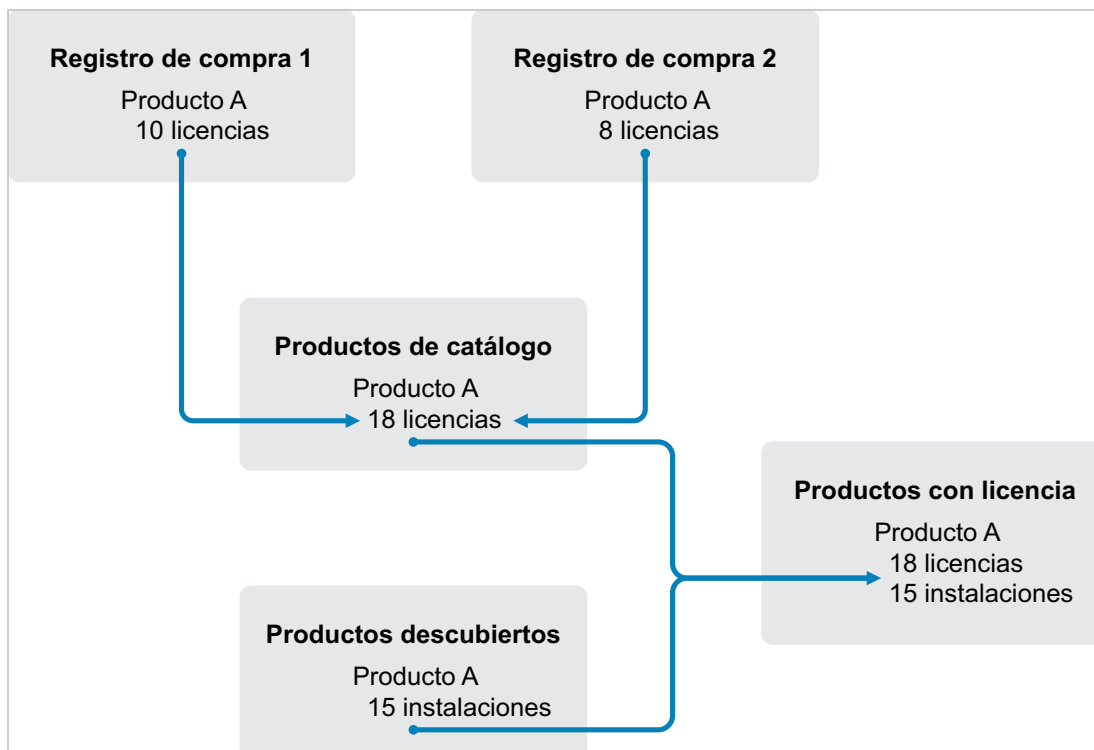 Registro de compra 1
Producto A
10 licencias
Registro de compra 2
Producto A
8 licencias
Productos de catálogo
Producto A
18 licencias
Productos con licencia
Producto A
18 licencias
15 instalaciones
Productos descubiertos
Producto A
15 instalaciones